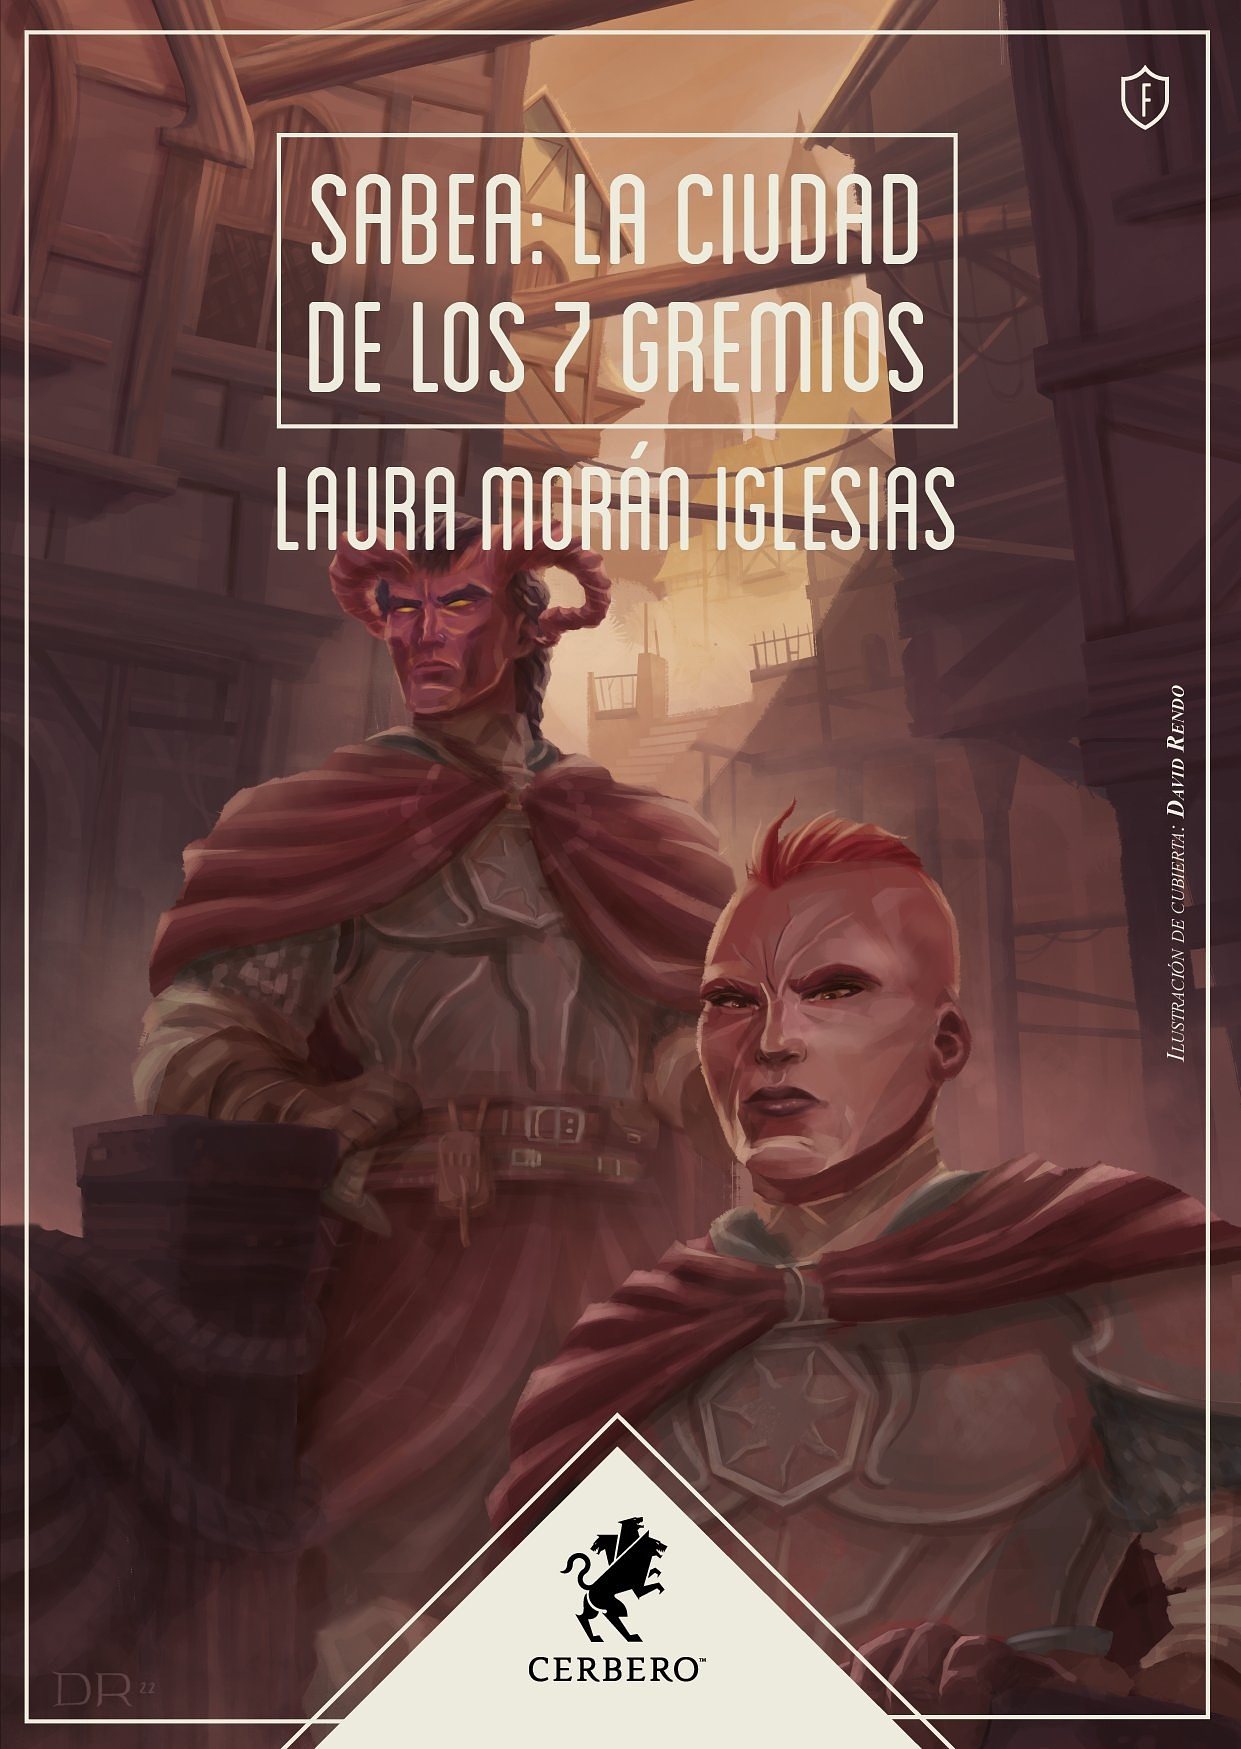 F
SABEA: LA CIUDAD
DE LOS 7 GREMIOS
LAURA MORÁN IGLESIAS
ILUSTRACIÓN DE CUBIERTA: DAVID RENDO
CERBERO™
DR 22